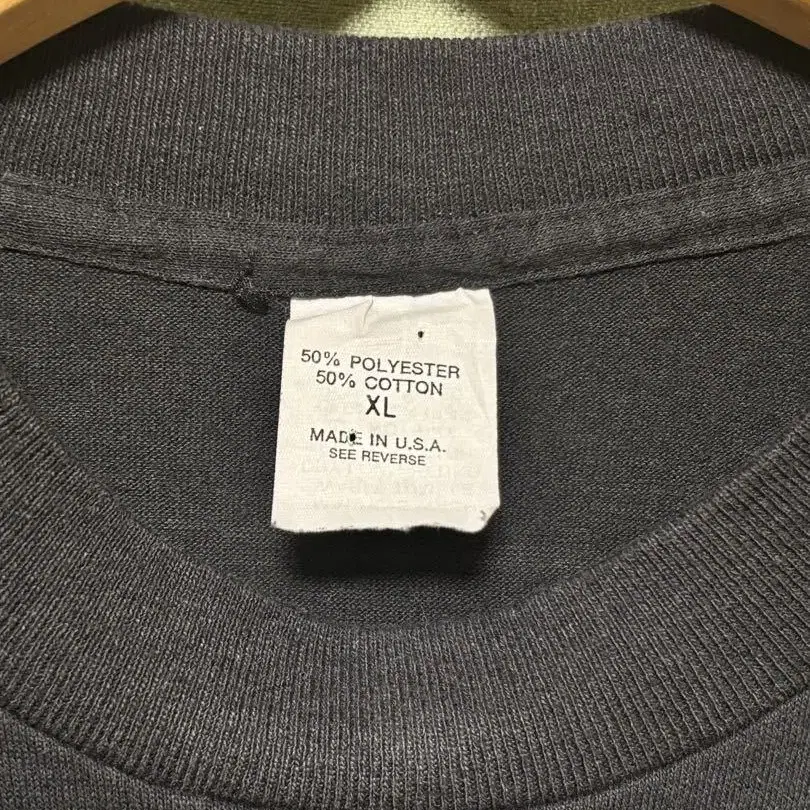 50% POLYESTER
50% COTTON
XL
MADE IN U.S.A.
SEE REVERSE